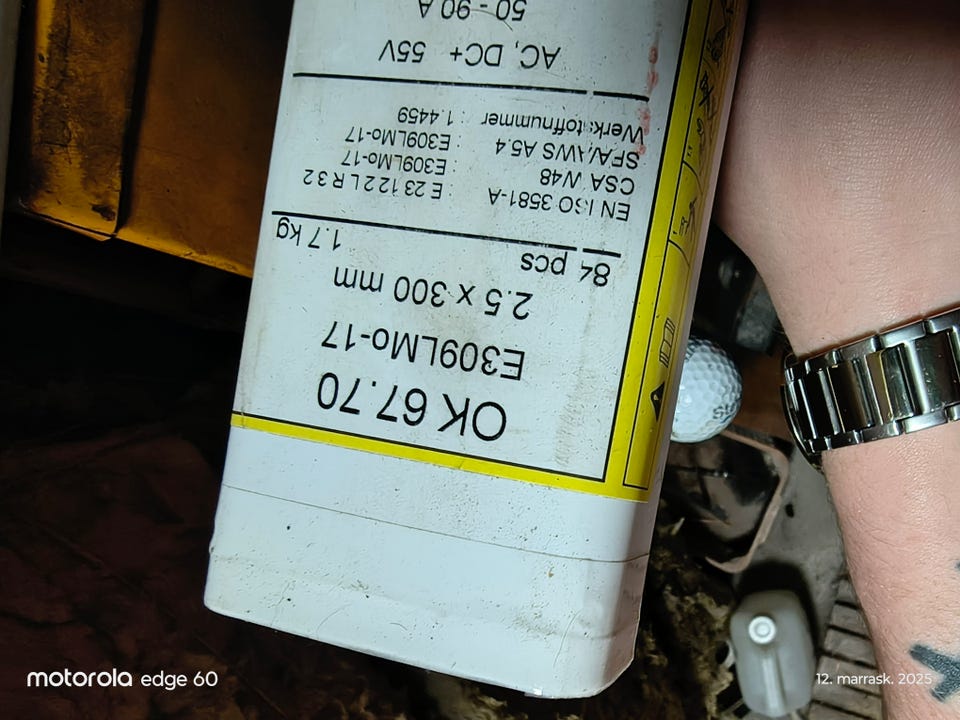 OK 67.70
E309LMo-17
2.5 x 300 mm
84 pcs 1.7 kg
EN ISO 3581-A : E 23 12 2 L R 3 2
CSA W48 : E309LMo-17
SFA/AWS A5.4 : E309LMo-17
Werkstoffnummer : 1.4459
AC, DC+ 55V
50 - 90 A
motorola edge 60
12. marrask. 2025